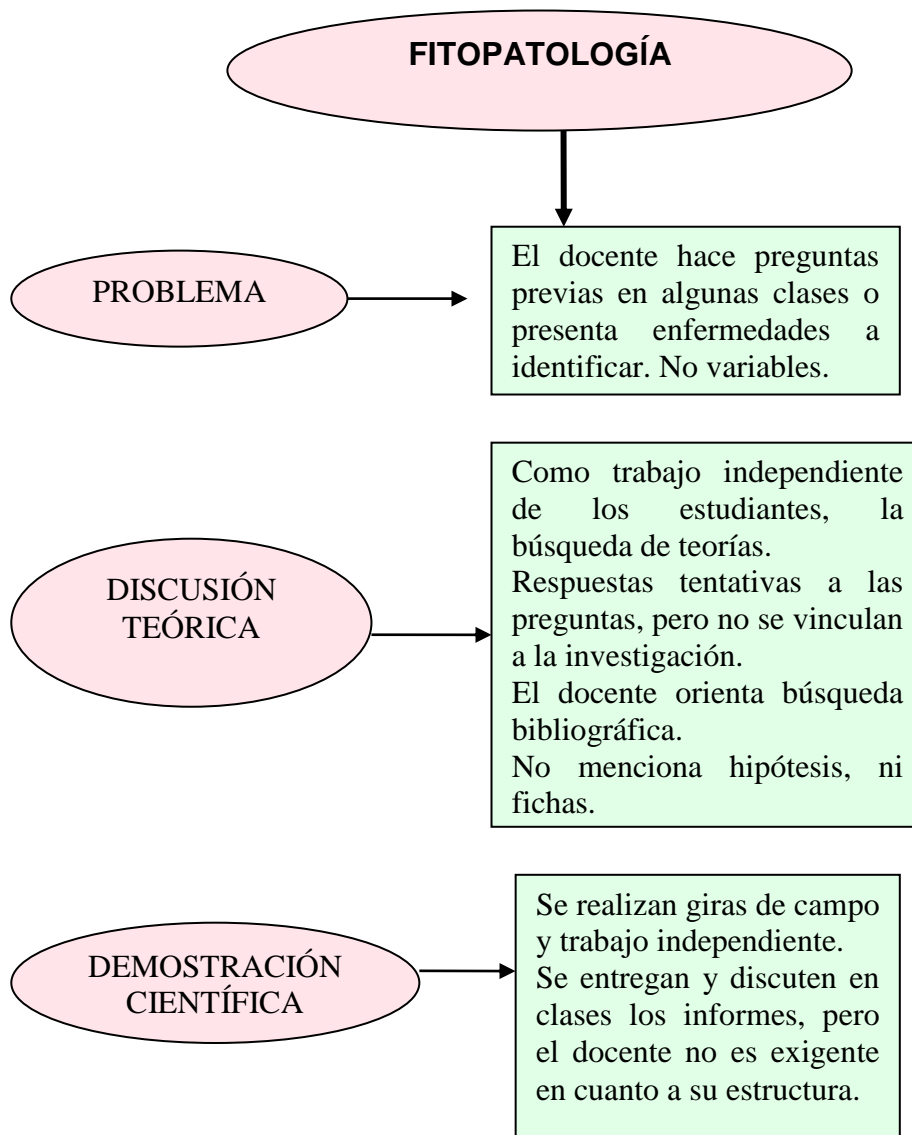 FITOPATOLOGÍA
PROBLEMA
El docente hace preguntas
previas en algunas clases o
presenta enfermedades a
identificar. No variables.
DISCUSIÓN
TEÓRICA
Como trabajo independiente
de los estudiantes, la
búsqueda de teorías.
Respuestas tentativas a las
preguntas, pero no se vinculan
a la investigación.
El docente orienta búsqueda
bibliográfica.
No menciona hipótesis, ni
fichas.
DEMOSTRACIÓN
CIENTÍFICA
Se realizan giras de campo
y trabajo independiente.
Se entregan y discuten en
clases los informes, pero
el docente no es exigente
en cuanto a su estructura.